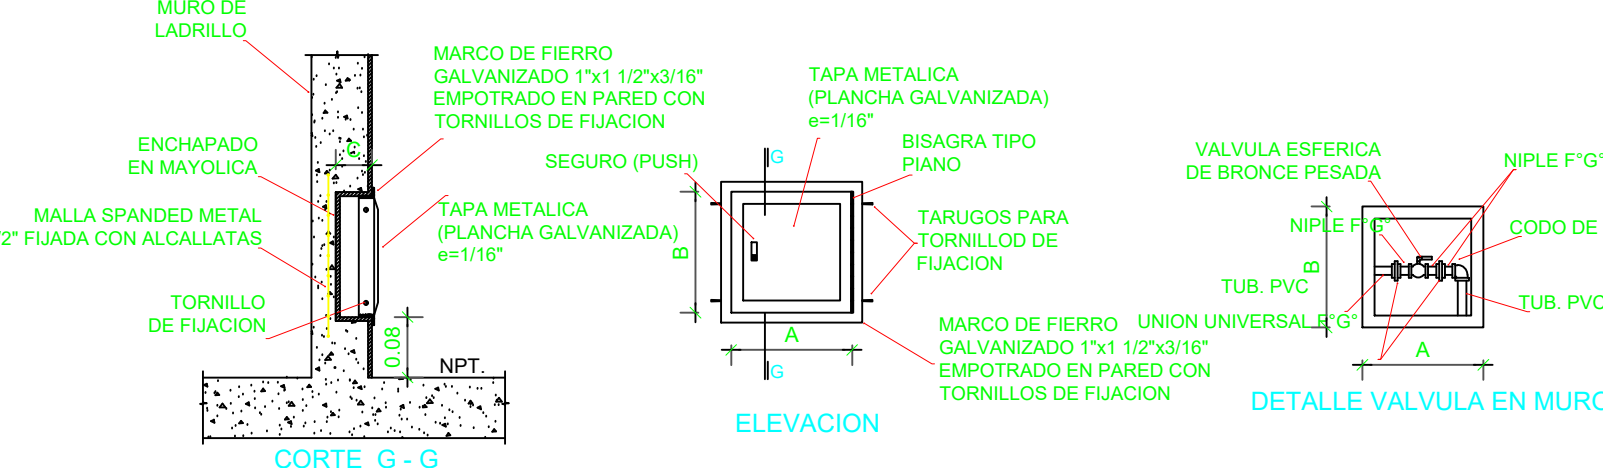 MURO DE
LADRILLO
MARCO DE FIERRO
GALVANIZADO 1"x1 1/2"x3/16"
EMPOTRADO EN PARED CON
TORNILLOS DE FIJACION
ENCHAPADO
EN MAYOLICA
C
MALLA SPANDED METAL
/2" FIJADA CON ALCALLATAS
TAPA METALICA
(PLANCHA GALVANIZADA)
e=1/16"
TORNILLO
DE FIJACION
0.08
NPT.
CORTE G - G
TAPA METALICA
(PLANCHA GALVANIZADA)
e=1/16"
SEGURO (PUSH)
G
BISAGRA TIPO
PIANO
B
TARUGOS PARA
TORNILLOD DE
FIJACION
A
G
MARCO DE FIERRO
GALVANIZADO 1"x1 1/2"x3/16"
EMPOTRADO EN PARED CON
TORNILLOS DE FIJACION
ELEVACION
VALVULA ESFERICA
DE BRONCE PESADA
NIPLE F°G°
NIPLE F°G°
CODO DE
B
TUB. PVC
TUB. PVC
UNION UNIVERSAL F°G°
A
DETALLE VALVULA EN MURO